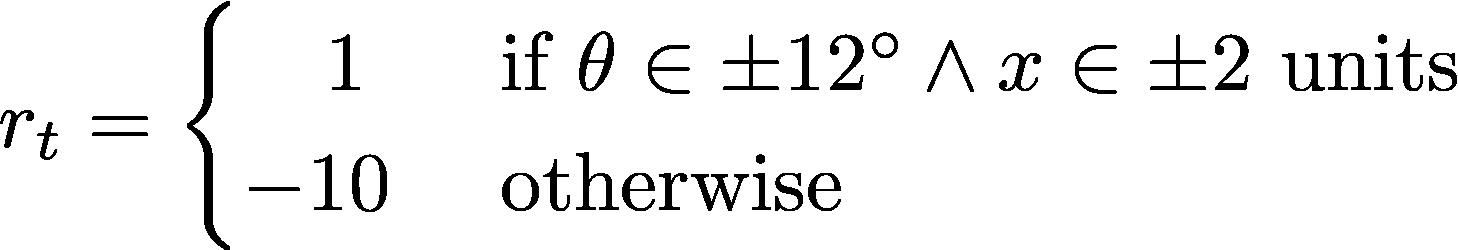 r_t = { 1 if θ ∈ ±12° ∧ x ∈ ±2 units
−10 otherwise